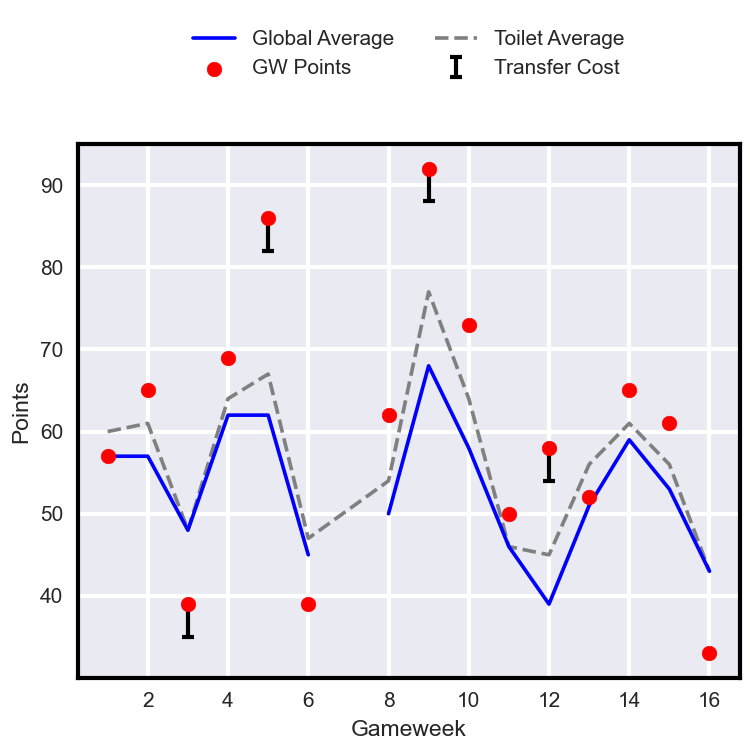 Global Average
GW Points
Toilet Average
Transfer Cost
90
80
70
60
50
40
Points
2 4 6 8 10 12 14 16
Gameweek